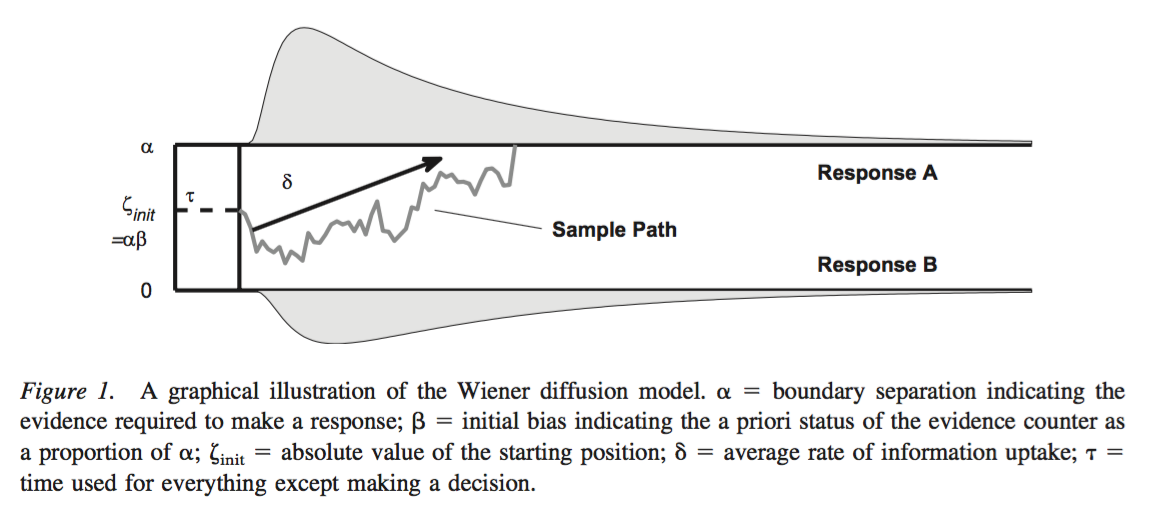 α
Response A
δ
τ
ζinit
=αβ
Sample Path
Response B
0
Figure 1. A graphical illustration of the Wiener diffusion model. α = boundary separation indicating the
evidence required to make a response; β = initial bias indicating the a priori status of the evidence counter as
a proportion of α; ζinit = absolute value of the starting position; δ = average rate of information uptake; τ =
time used for everything except making a decision.